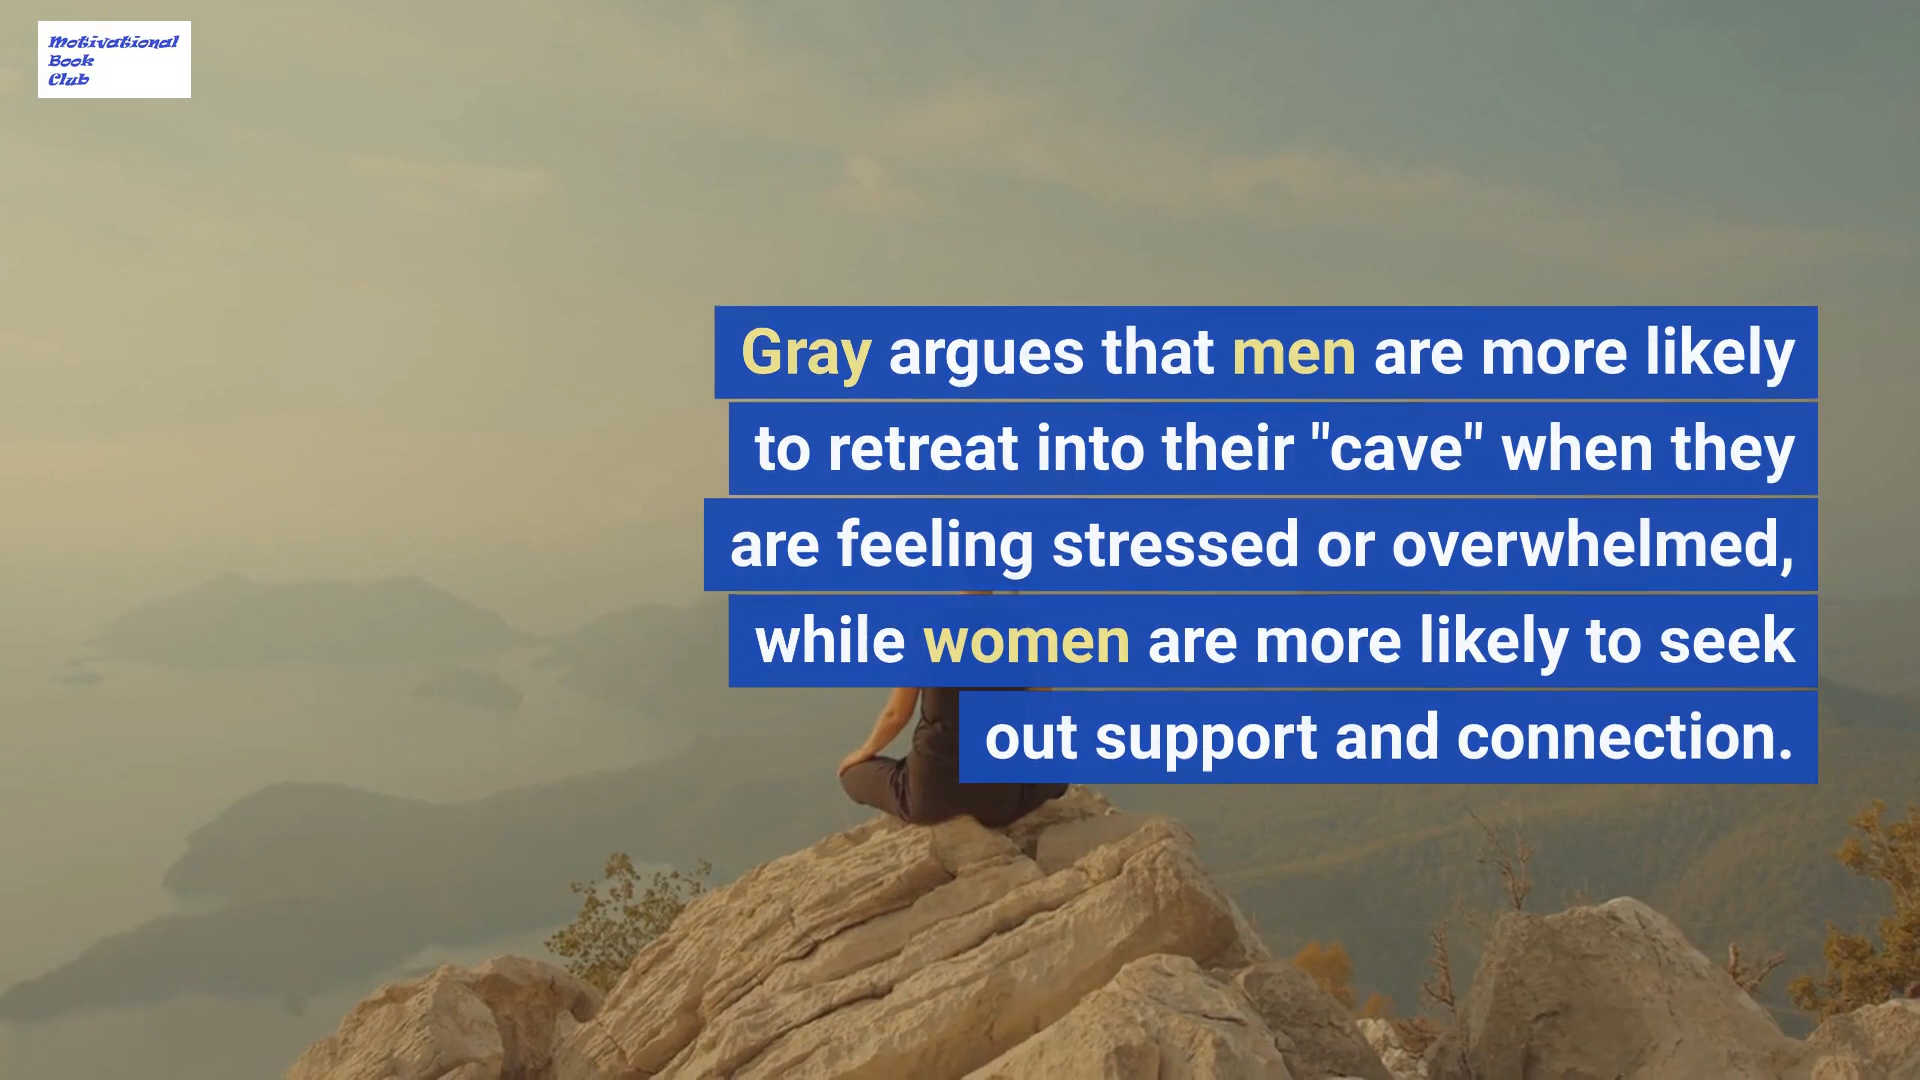 Motivational
Book
Club
Gray argues that men are more likely
to retreat into their "cave" when they
are feeling stressed or overwhelmed,
while women are more likely to seek
out support and connection.